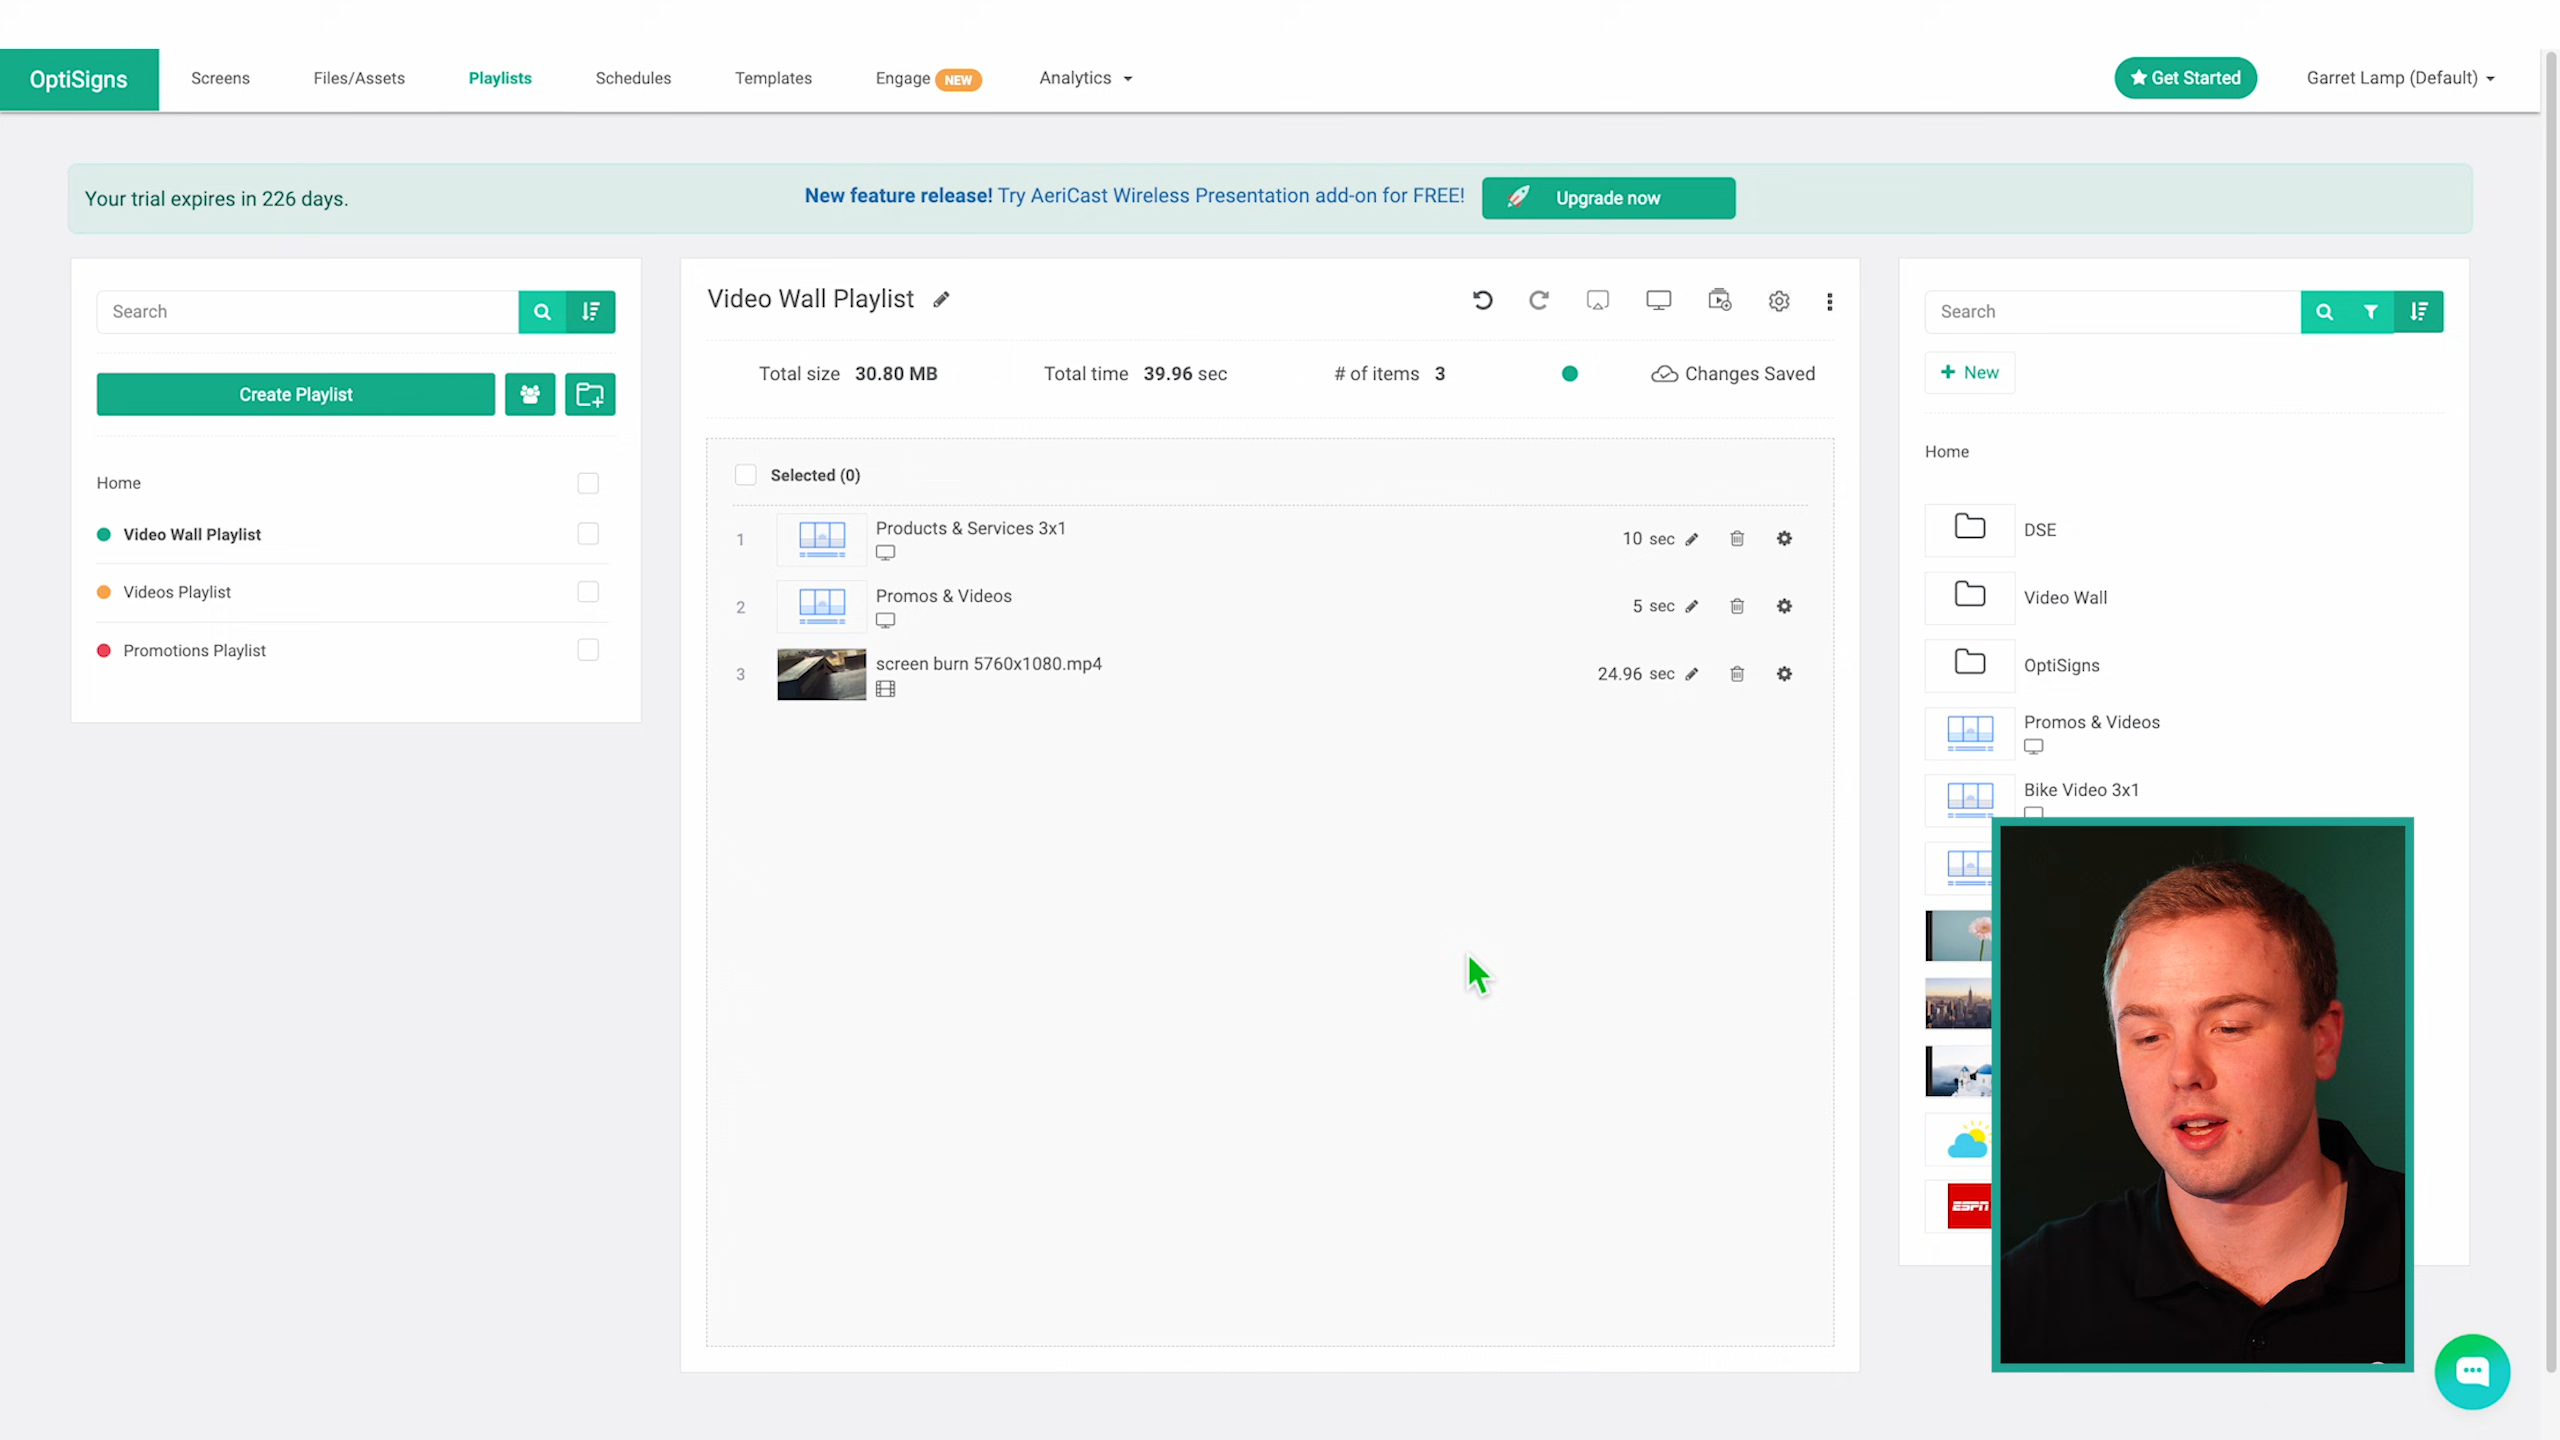 OptiSigns
Screens
Files/Assets
Playlists
Schedules
Templates
Engage NEW
Analytics
Get Started
Garret Lamp (Default)
Your trial expires in 226 days.
New feature release! Try AeriCast Wireless Presentation add-on for FREE!
Upgrade now
Search
Create Playlist
Home
Video Wall Playlist
Videos Playlist
Promotions Playlist
Video Wall Playlist
Total size 30.80 MB
Total time 39.96 sec
# of items 3
Changes Saved
Selected (0)
1 Products & Services 3x1 10 sec
2 Promos & Videos 5 sec
3 screen burn 5760x1080.mp4 24.96 sec
Search
+ New
Home
DSE
Video Wall
OptiSigns
Promos & Videos
Bike Video 3x1
ESPN